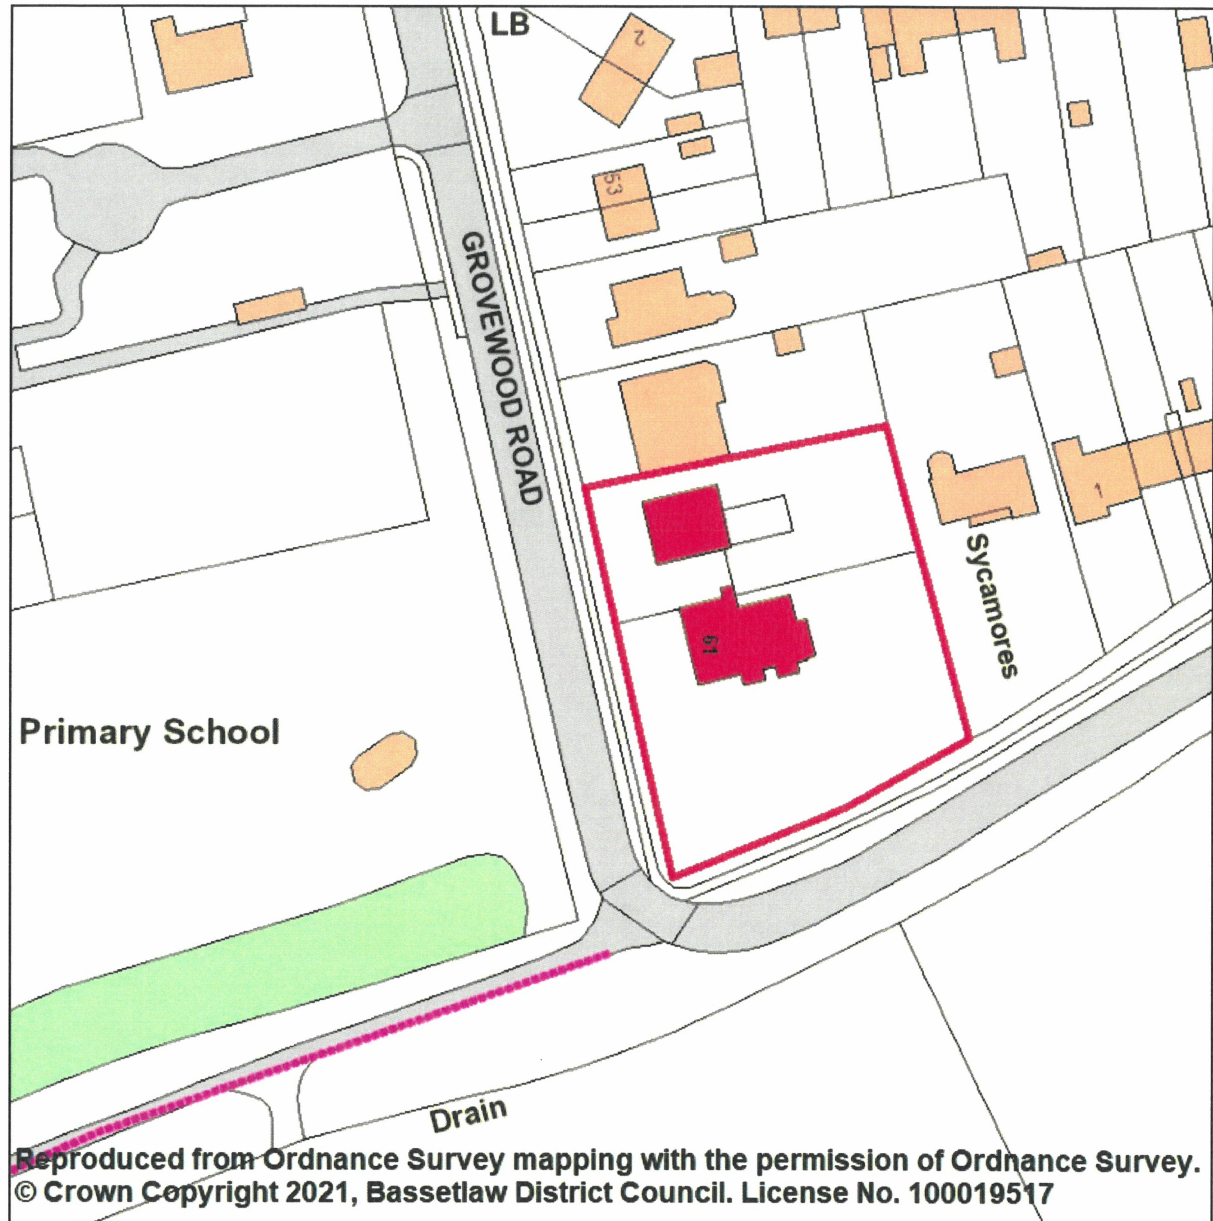 LB
2
53
GROVEWOOD ROAD
1
Sycamores
61
Primary School
Drain
Reproduced from Ordnance Survey mapping with the permission of Ordnance Survey.
© Crown Copyright 2021, Bassetlaw District Council. License No. 100019517